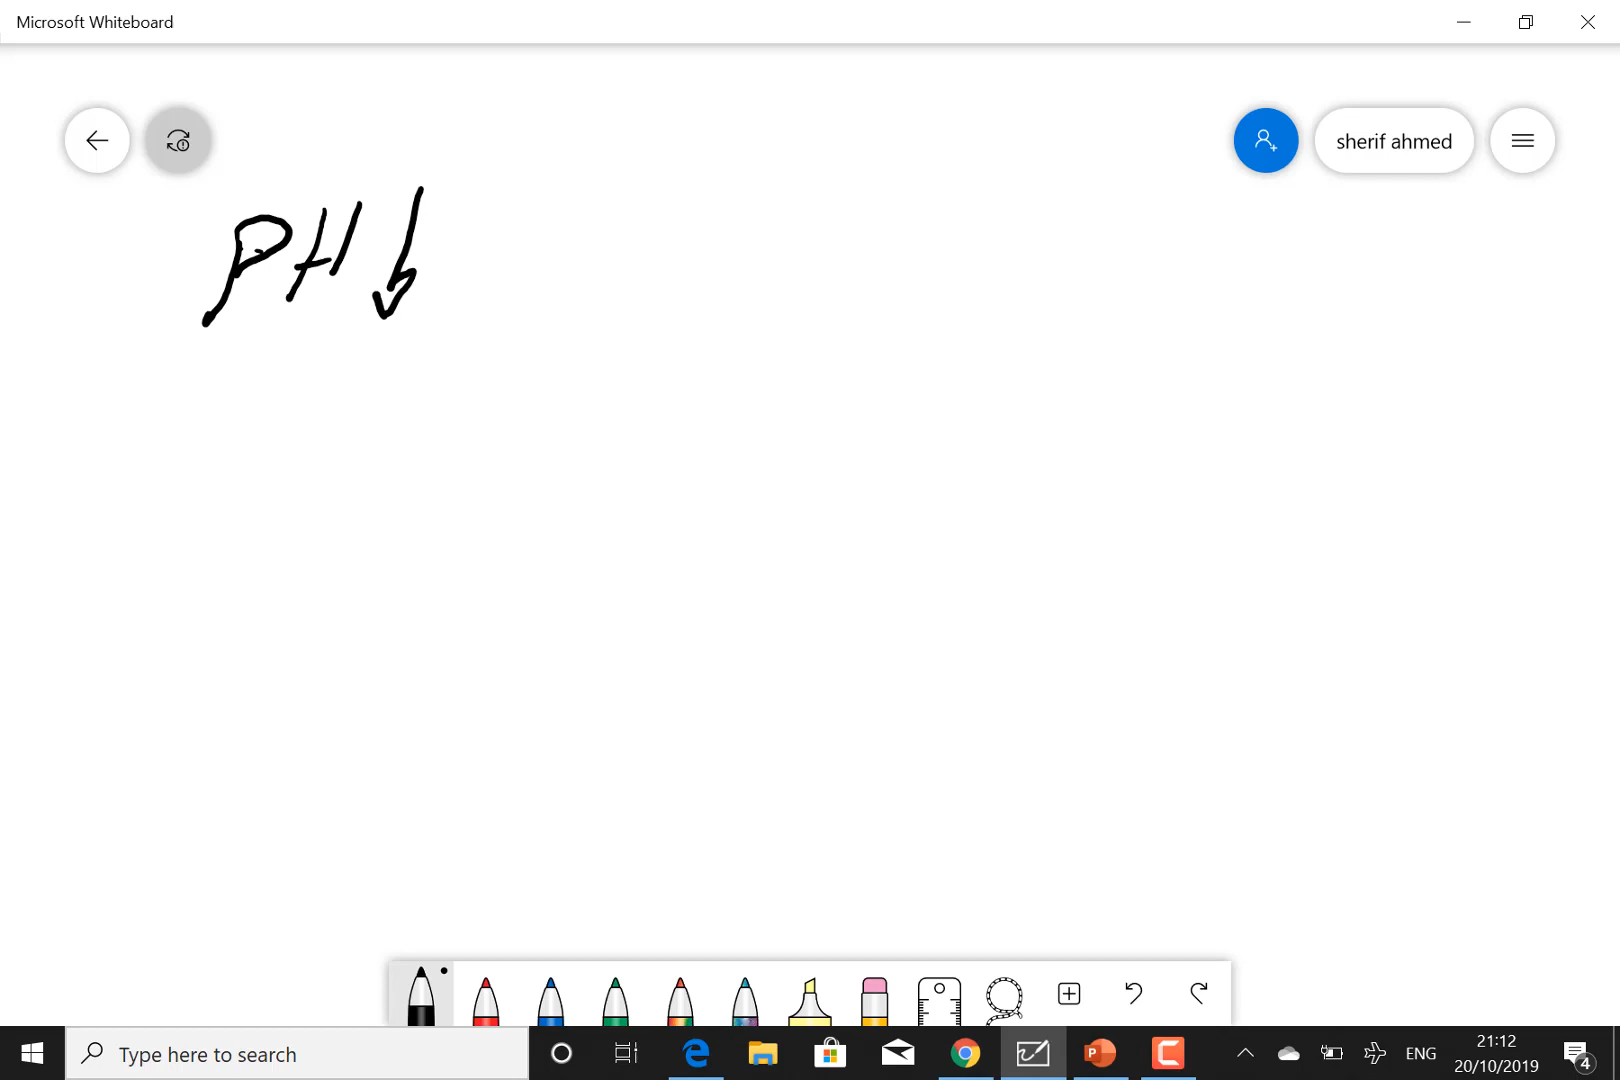 Microsoft Whiteboard
sherif ahmed
PH↓
Type here to search
ENG
21:12
20/10/2019
4